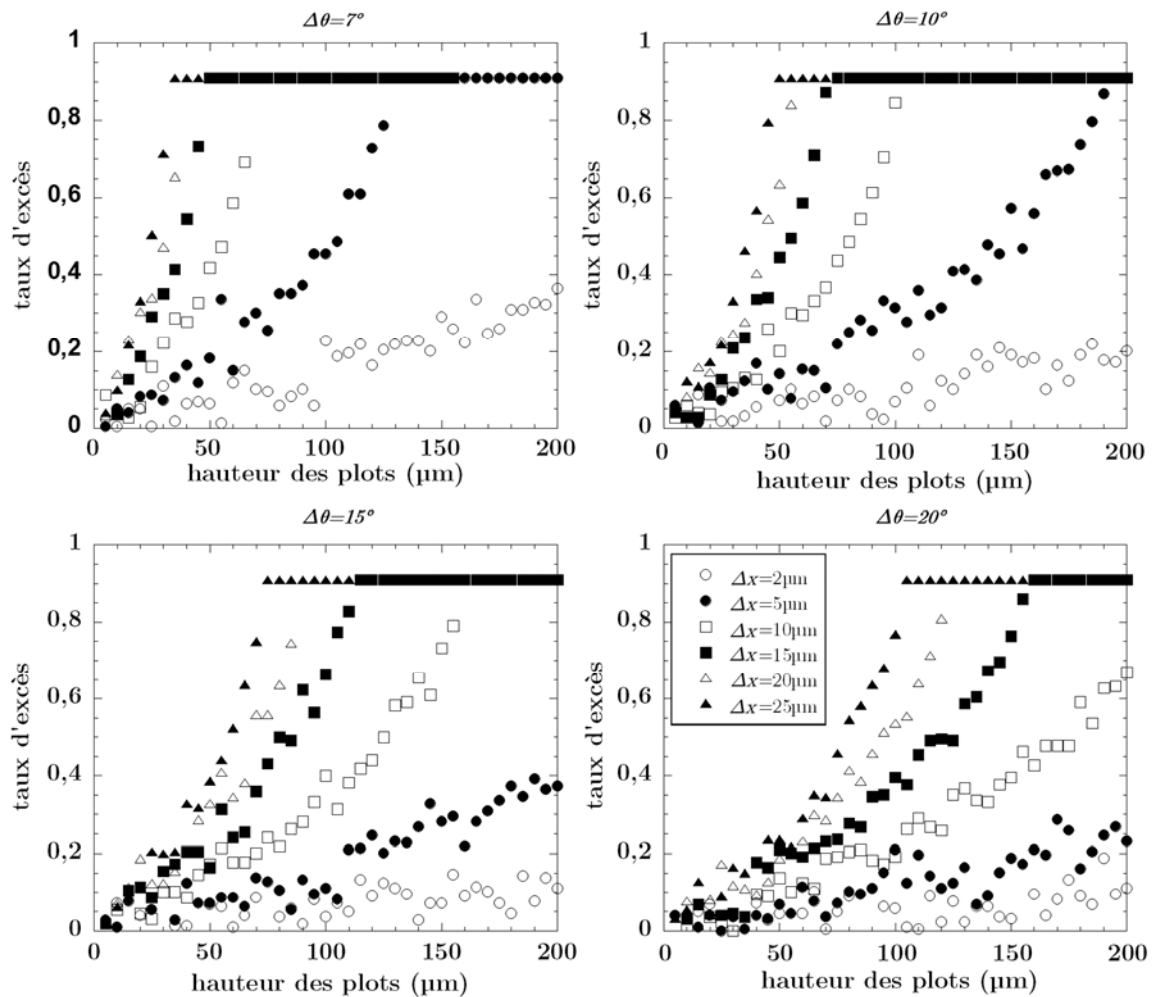 Δθ=7°
taux d'excès
1
0,8
0,6
0,4
0,2
0
0 50 100 150 200
hauteur des plots (µm)
Δθ=10°
taux d'excès
1
0,8
0,6
0,4
0,2
0
0 50 100 150 200
hauteur des plots (µm)
Δθ=15°
taux d'excès
1
0,8
0,6
0,4
0,2
0
0 50 100 150 200
hauteur des plots (µm)
Δθ=20°
taux d'excès
1
0,8
0,6
0,4
0,2
0
0 50 100 150 200
hauteur des plots (µm)
Δx=2µm
Δx=5µm
Δx=10µm
Δx=15µm
Δx=20µm
Δx=25µm